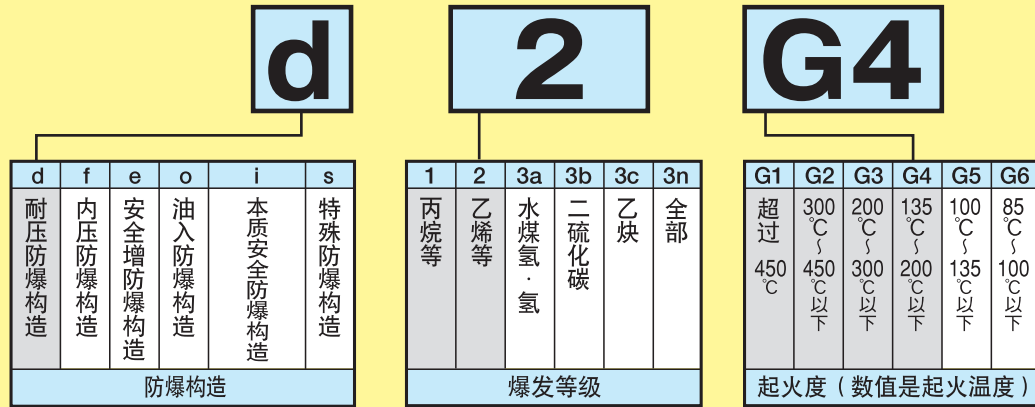 d 2 G4
d f e o i s
耐压防爆构造
内压防爆构造
安全增防爆构造
油入防爆构造
本质安全防爆构造
特殊防爆构造
防爆构造
1 2 3a 3b 3c 3n
丙烷等
乙烯等
水煤氢·氢
二硫化碳
乙炔
全部
爆发等级
G1 G2 G3 G4 G5 G6
超过450℃
300℃~450℃以下
200℃~300℃以下
135℃~200℃以下
100℃~135℃以下
85℃~100℃以下
起火度(数值是起火温度)